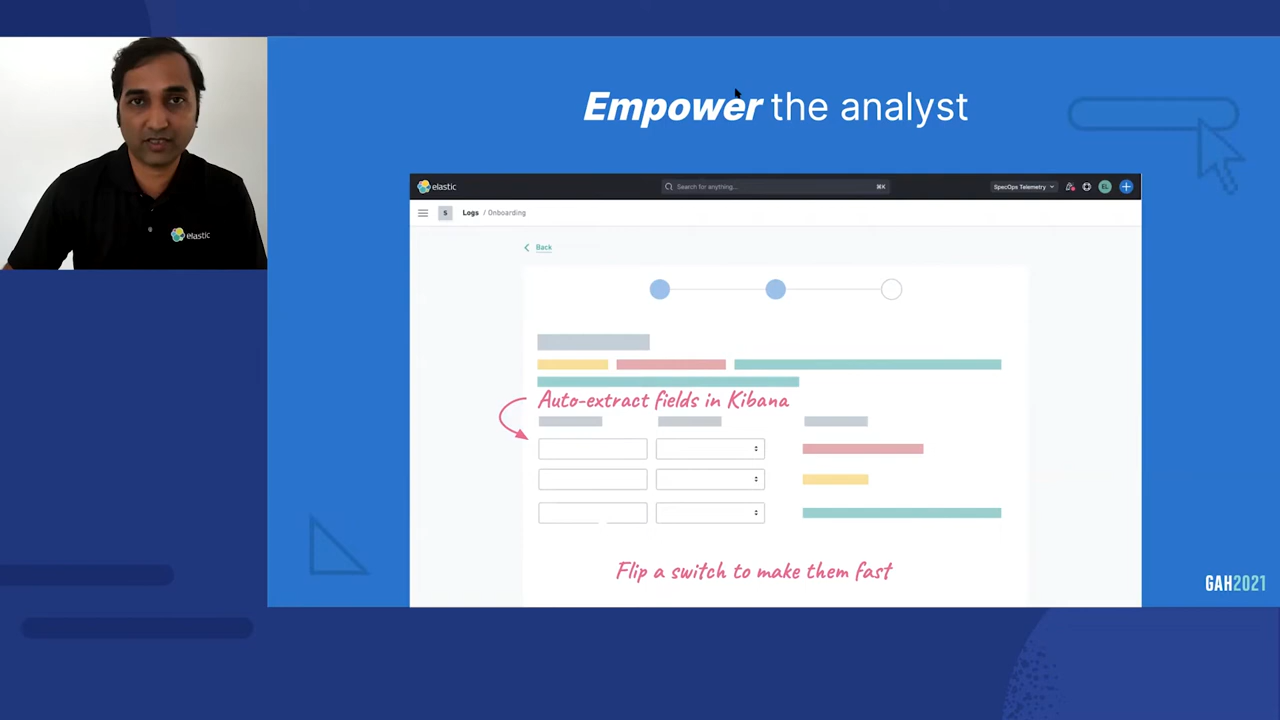 Empower the analyst
elastic
Search for anything...
⌘K
SpecOps Telemetry
EL
S
Logs / Onboarding
elastic
Back
Auto-extract fields in Kibana
Flip a switch to make them fast
GAH2021